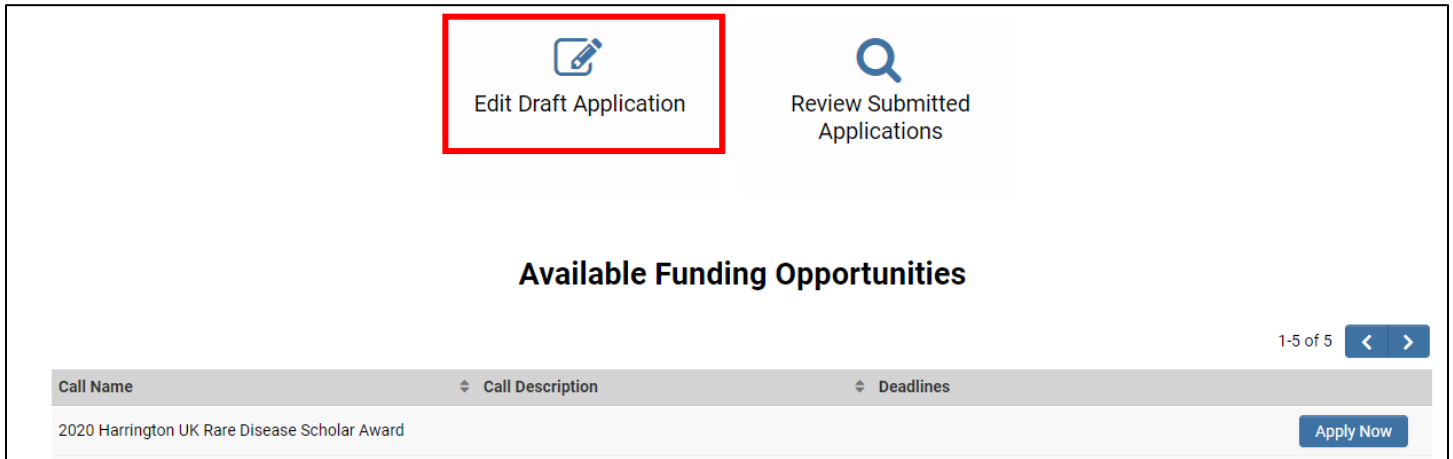 Edit Draft Application
Review Submitted
Applications
Available Funding Opportunities
1-5 of 5
Call Name Call Description Deadlines
2020 Harrington UK Rare Disease Scholar Award Apply Now